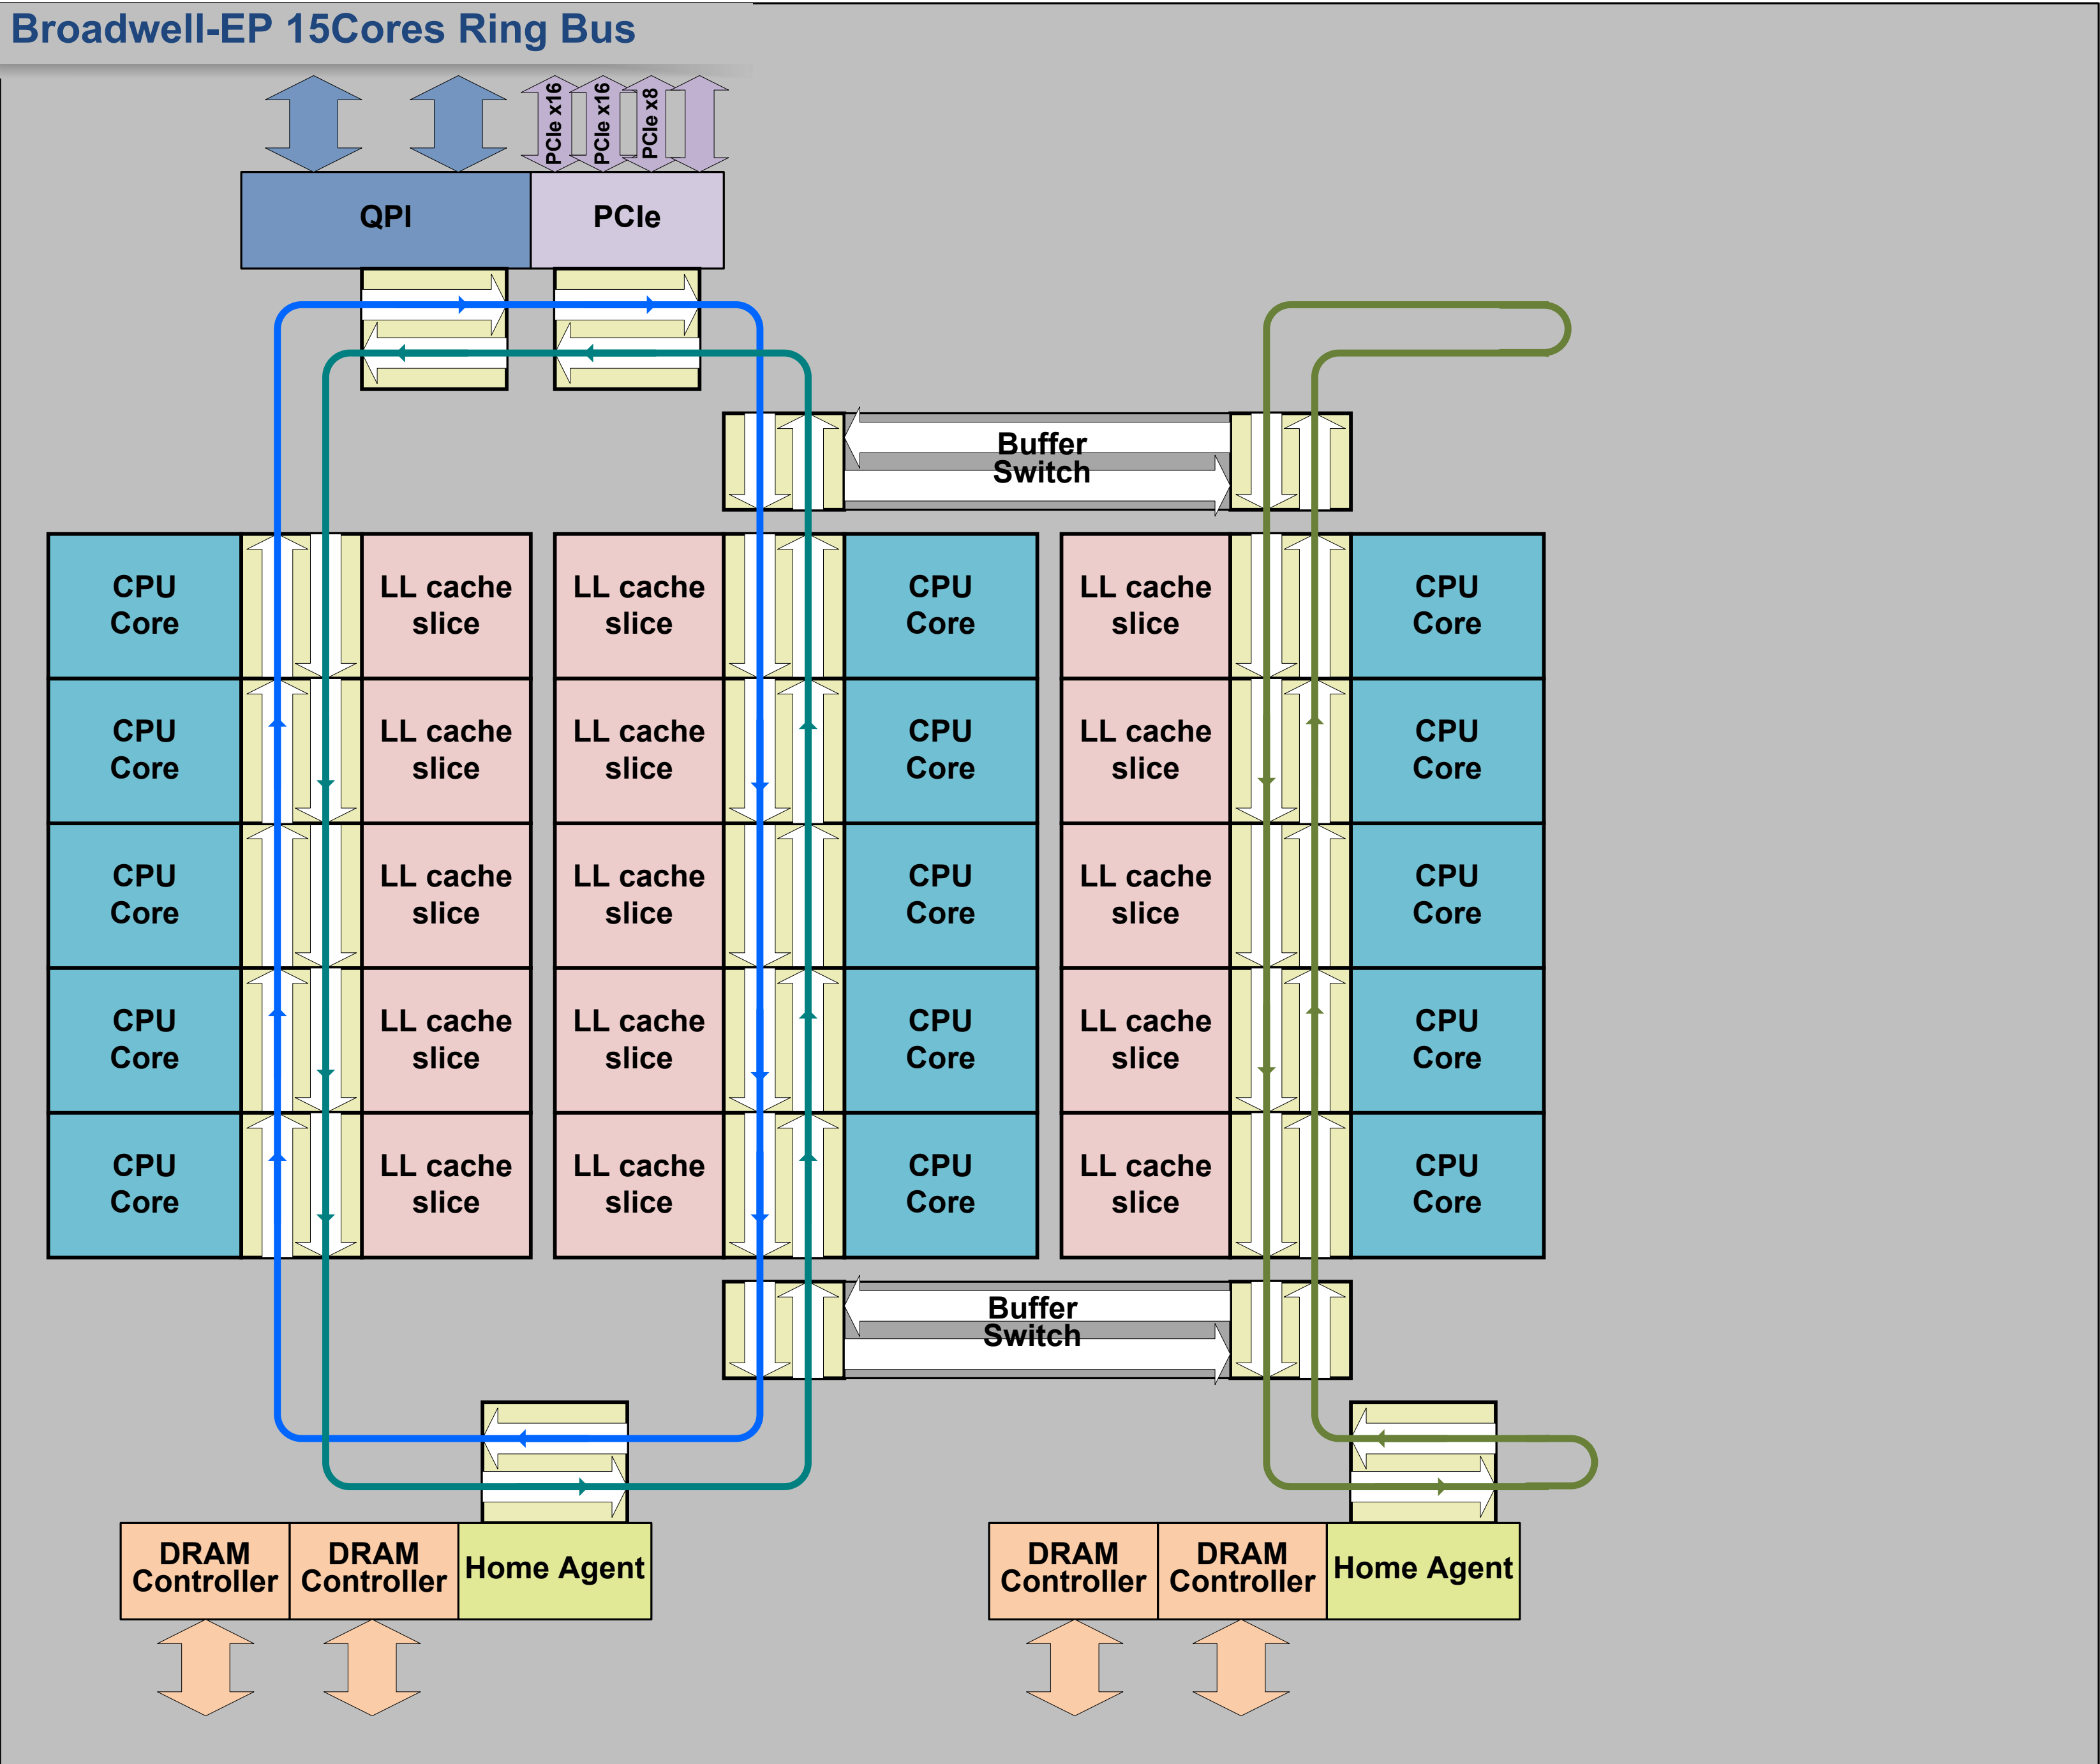 Broadwell-EP 15Cores Ring Bus
PCIe x16
PCIe x16
PCIe x8
QPI
PCIe
Buffer
Switch
CPU
Core
LL cache
slice
LL cache
slice
CPU
Core
LL cache
slice
CPU
Core
CPU
Core
LL cache
slice
LL cache
slice
CPU
Core
LL cache
slice
CPU
Core
CPU
Core
LL cache
slice
LL cache
slice
CPU
Core
LL cache
slice
CPU
Core
CPU
Core
LL cache
slice
LL cache
slice
CPU
Core
LL cache
slice
CPU
Core
CPU
Core
LL cache
slice
LL cache
slice
CPU
Core
LL cache
slice
CPU
Core
Buffer
Switch
DRAM
Controller
DRAM
Controller
Home Agent
DRAM
Controller
DRAM
Controller
Home Agent